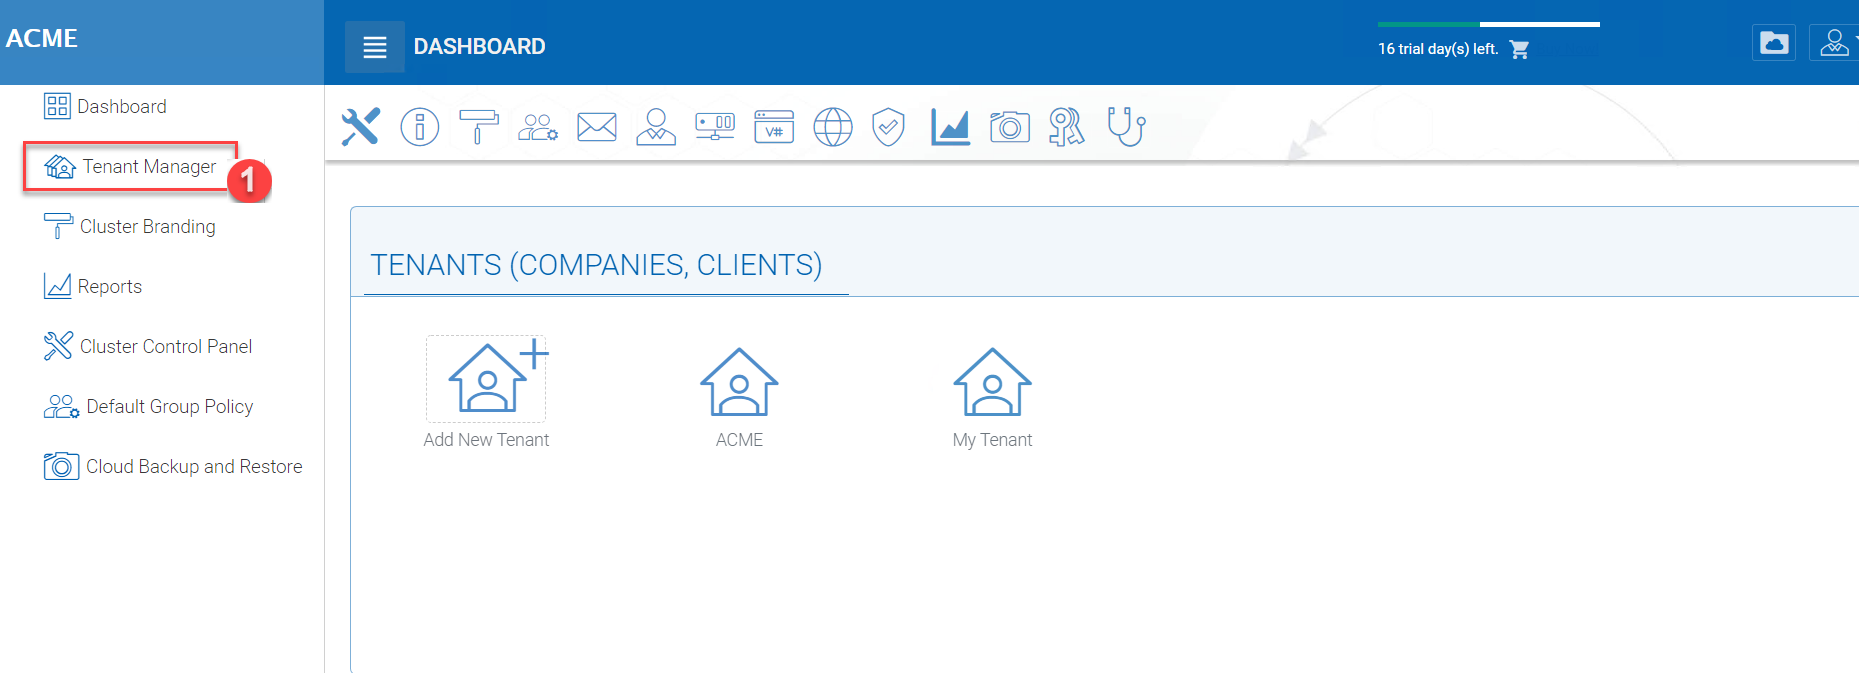 ACME
DASHBOARD
16 trial day(s) left.
Dashboard
Tenant Manager
1
Cluster Branding
Reports
Cluster Control Panel
Default Group Policy
Cloud Backup and Restore
V#
TENANTS (COMPANIES, CLIENTS)
Add New Tenant
ACME
My Tenant